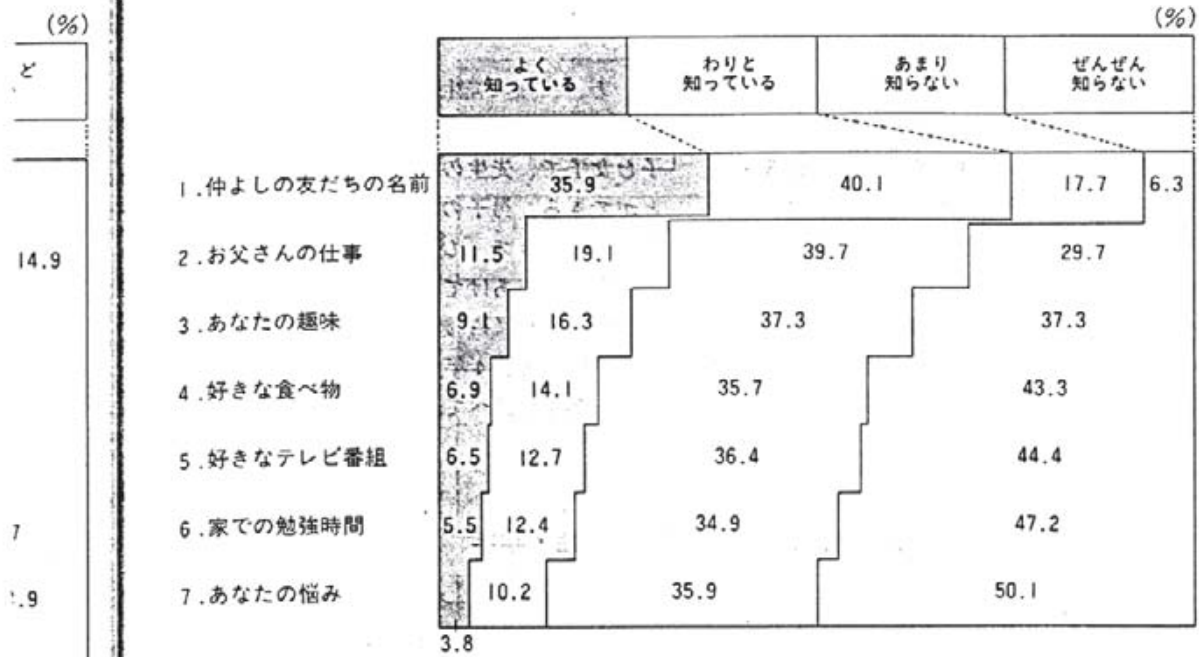 (%)
ど
14.9
7
.9
(%)
よく
知っている
わりと
知っている
あまり
知らない
ぜんぜん
知らない
1.仲よしの友だちの名前 35.9 40.1 17.7 6.3
2.お父さんの仕事 11.5 19.1 39.7 29.7
3.あなたの趣味 9.1 16.3 37.3 37.3
4.好きな食べ物 6.9 14.1 35.7 43.3
5.好きなテレビ番組 6.5 12.7 36.4 44.4
6.家での勉強時間 5.5 12.4 34.9 47.2
7.あなたの悩み 10.2 35.9 50.1
3.8